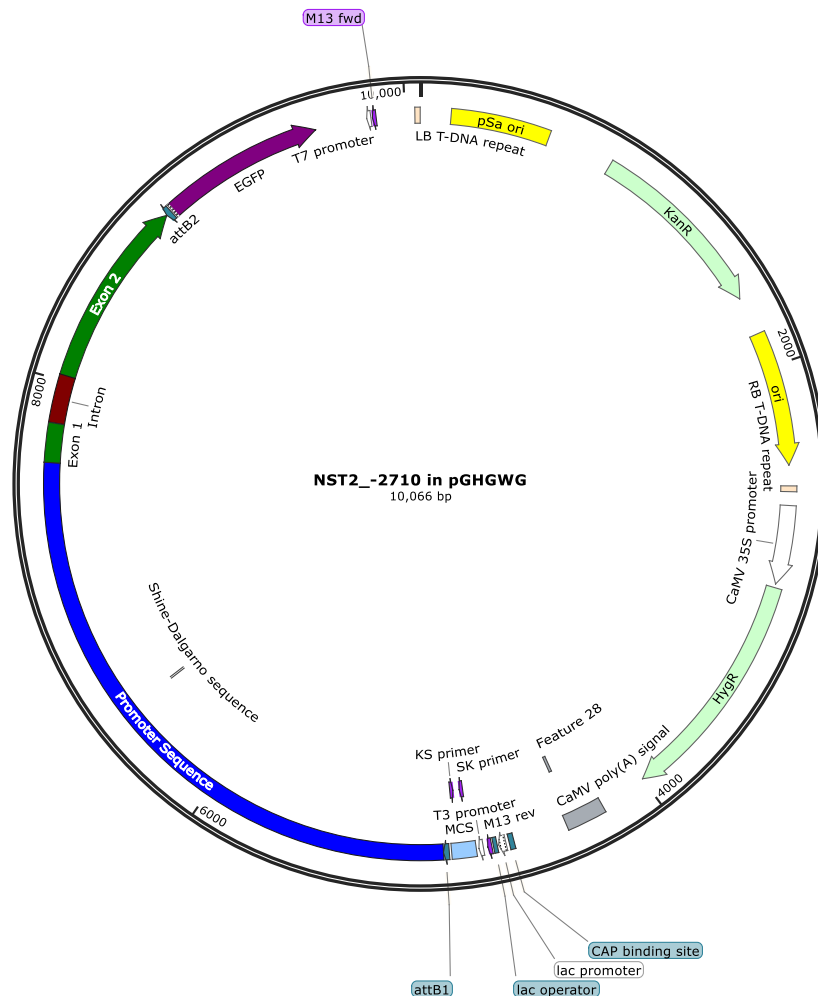 M13 fwd
10,000
T7 promoter
LB T-DNA repeat
pSa ori
EGFP
attB2
KanR
Exon 2
2000
ori
RB T-DNA repeat
8000
Intron
Exon 1
NST2_-2710 in pGHGWG
10,066 bp
CaMV 35S promoter
Shine-Dalgarno sequence
HygR
Promoter Sequence
Feature 28
KS primer
SK primer
CaMV poly(A) signal
4000
6000
T3 promoter
M13 rev
MCS
CAP binding site
lac promoter
attB1
lac operator